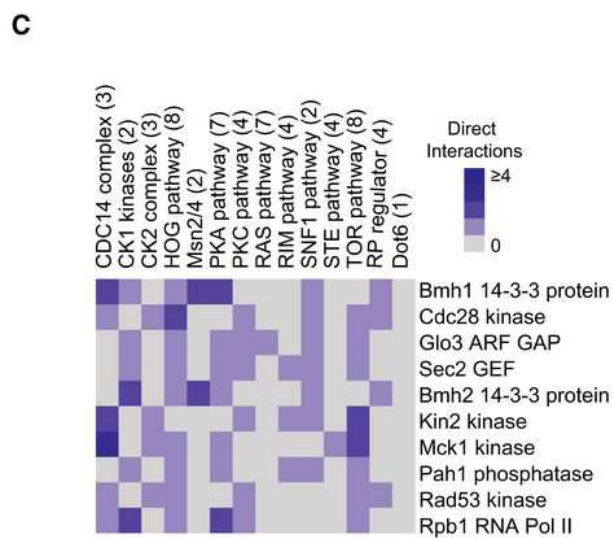 C
CDC14 complex (3)
CK1 kinases (2)
CK2 complex (3)
HOG pathway (8)
Msn2/4 (2)
PKA pathway (7)
PKC pathway (4)
RAS pathway (7)
RIM pathway (4)
SNF1 pathway (2)
STE pathway (4)
TOR pathway (8)
RP regulator (4)
Dot6 (1)
Direct
Interactions
≥4
0
Bmh1 14-3-3 protein
Cdc28 kinase
Glo3 ARF GAP
Sec2 GEF
Bmh2 14-3-3 protein
Kin2 kinase
Mck1 kinase
Pah1 phosphatase
Rad53 kinase
Rpb1 RNA Pol II